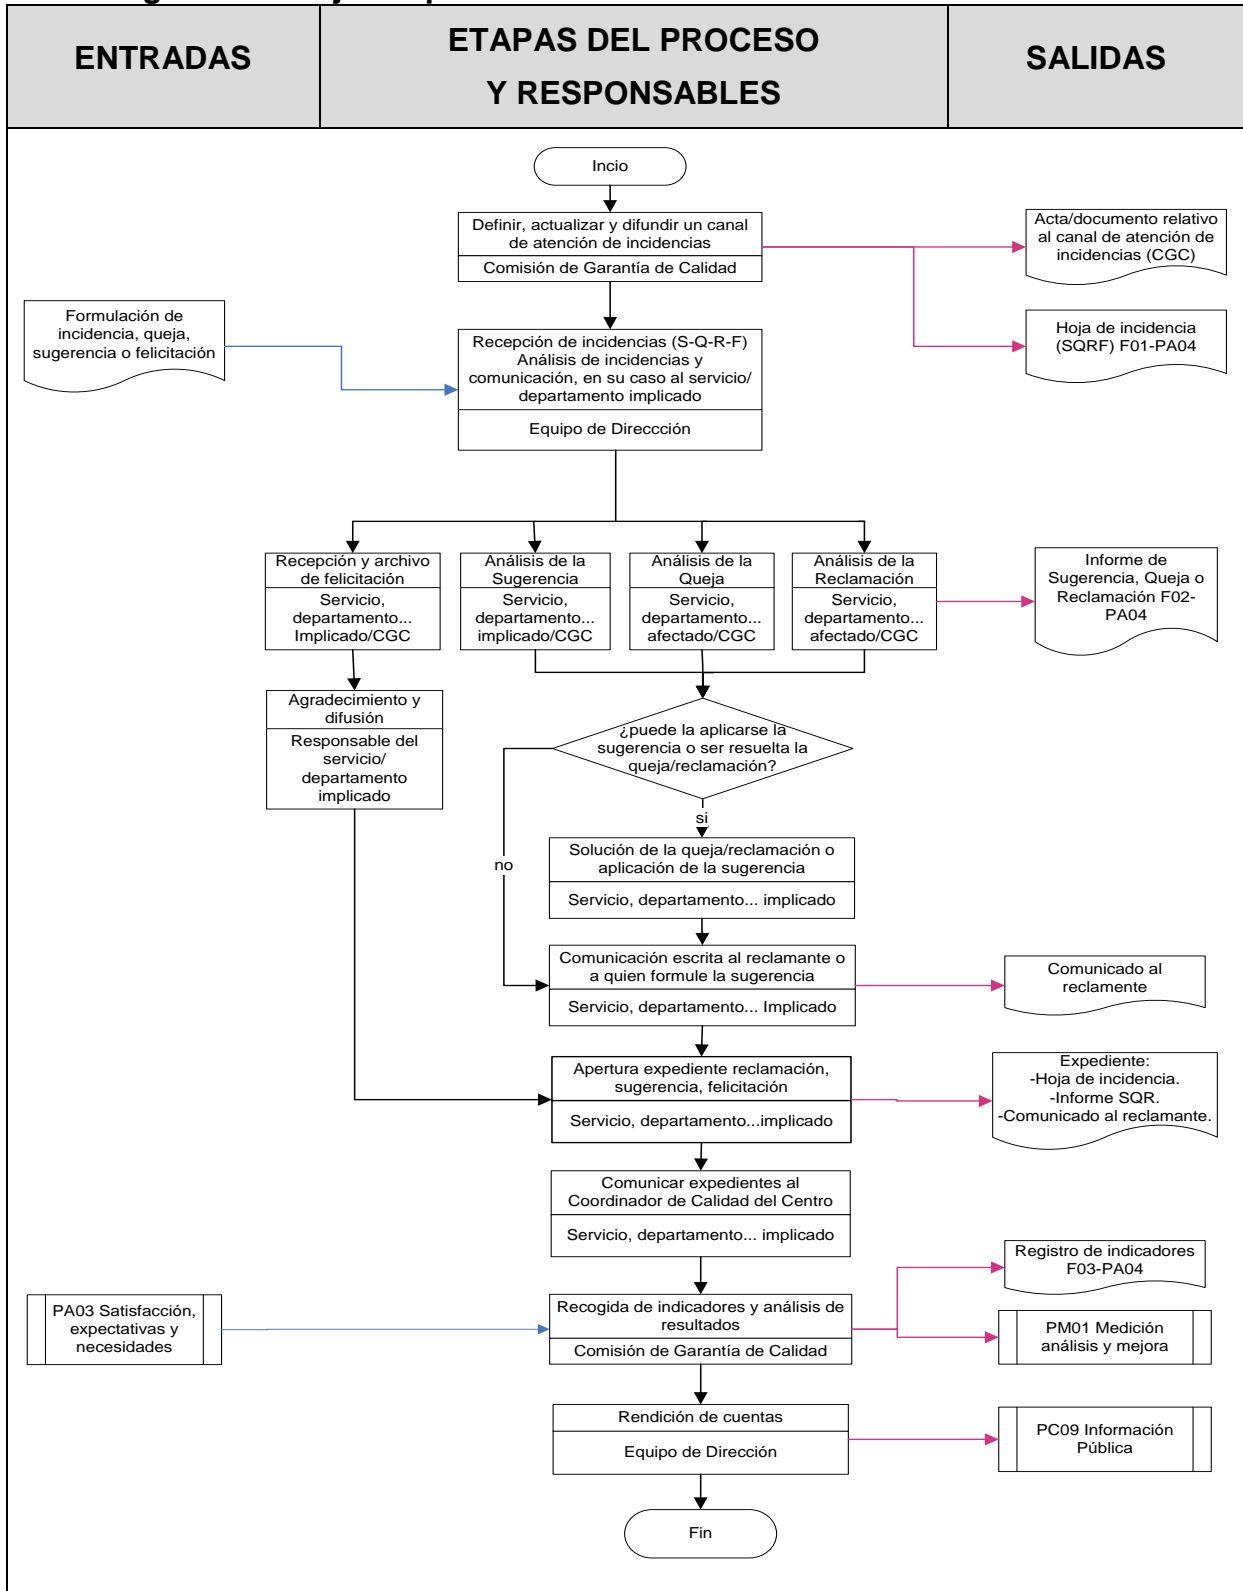 ENTRADAS
ETAPAS DEL PROCESO
Y RESPONSABLES
SALIDAS
Incio
Definir, actualizar y difundir un canal
de atención de incidencias
Comisión de Garantía de Calidad
Acta/documento relativo
al canal de atención de
incidencias (CGC)
Formulación de
incidencia, queja,
sugerencia o felicitación
Hoja de incidencia
(SQRF) F01-PA04
Recepción de incidencias (S-Q-R-F)
Análisis de incidencias y
comunicación, en su caso al servicio/
departamento implicado
Equipo de Direccción
Recepción y archivo
de felicitación
Servicio,
departamento...
Implicado/CGC
Análisis de la
Sugerencia
Servicio,
departamento...
implicado/CGC
Análisis de la
Queja
Servicio,
departamento...
afectado/CGC
Análisis de la
Reclamación
Servicio,
departamento...
afectado/CGC
Informe de
Sugerencia, Queja o
Reclamación F02-
PA04
Agradecimiento y
difusión
Responsable del
servicio/
departamento
implicado
¿puede la aplicarse la
sugerencia o ser resuelta la
queja/reclamación?
si
no
Solución de la queja/reclamación o
aplicación de la sugerencia
Servicio, departamento... implicado
Comunicación escrita al reclamante o
a quien formule la sugerencia
Servicio, departamento... Implicado
Comunicado al
reclamente
Apertura expediente reclamación,
sugerencia, felicitación
Servicio, departamento...implicado
Expediente:
-Hoja de incidencia.
-Informe SQR.
-Comunicado al reclamante.
Comunicar expedientes al
Coordinador de Calidad del Centro
Servicio, departamento... implicado
Registro de indicadores
F03-PA04
PA03 Satisfacción,
expectativas y
necesidades
Recogida de indicadores y análisis de
resultados
Comisión de Garantía de Calidad
PM01 Medición
análisis y mejora
Rendición de cuentas
Equipo de Dirección
PC09 Información
Pública
Fin